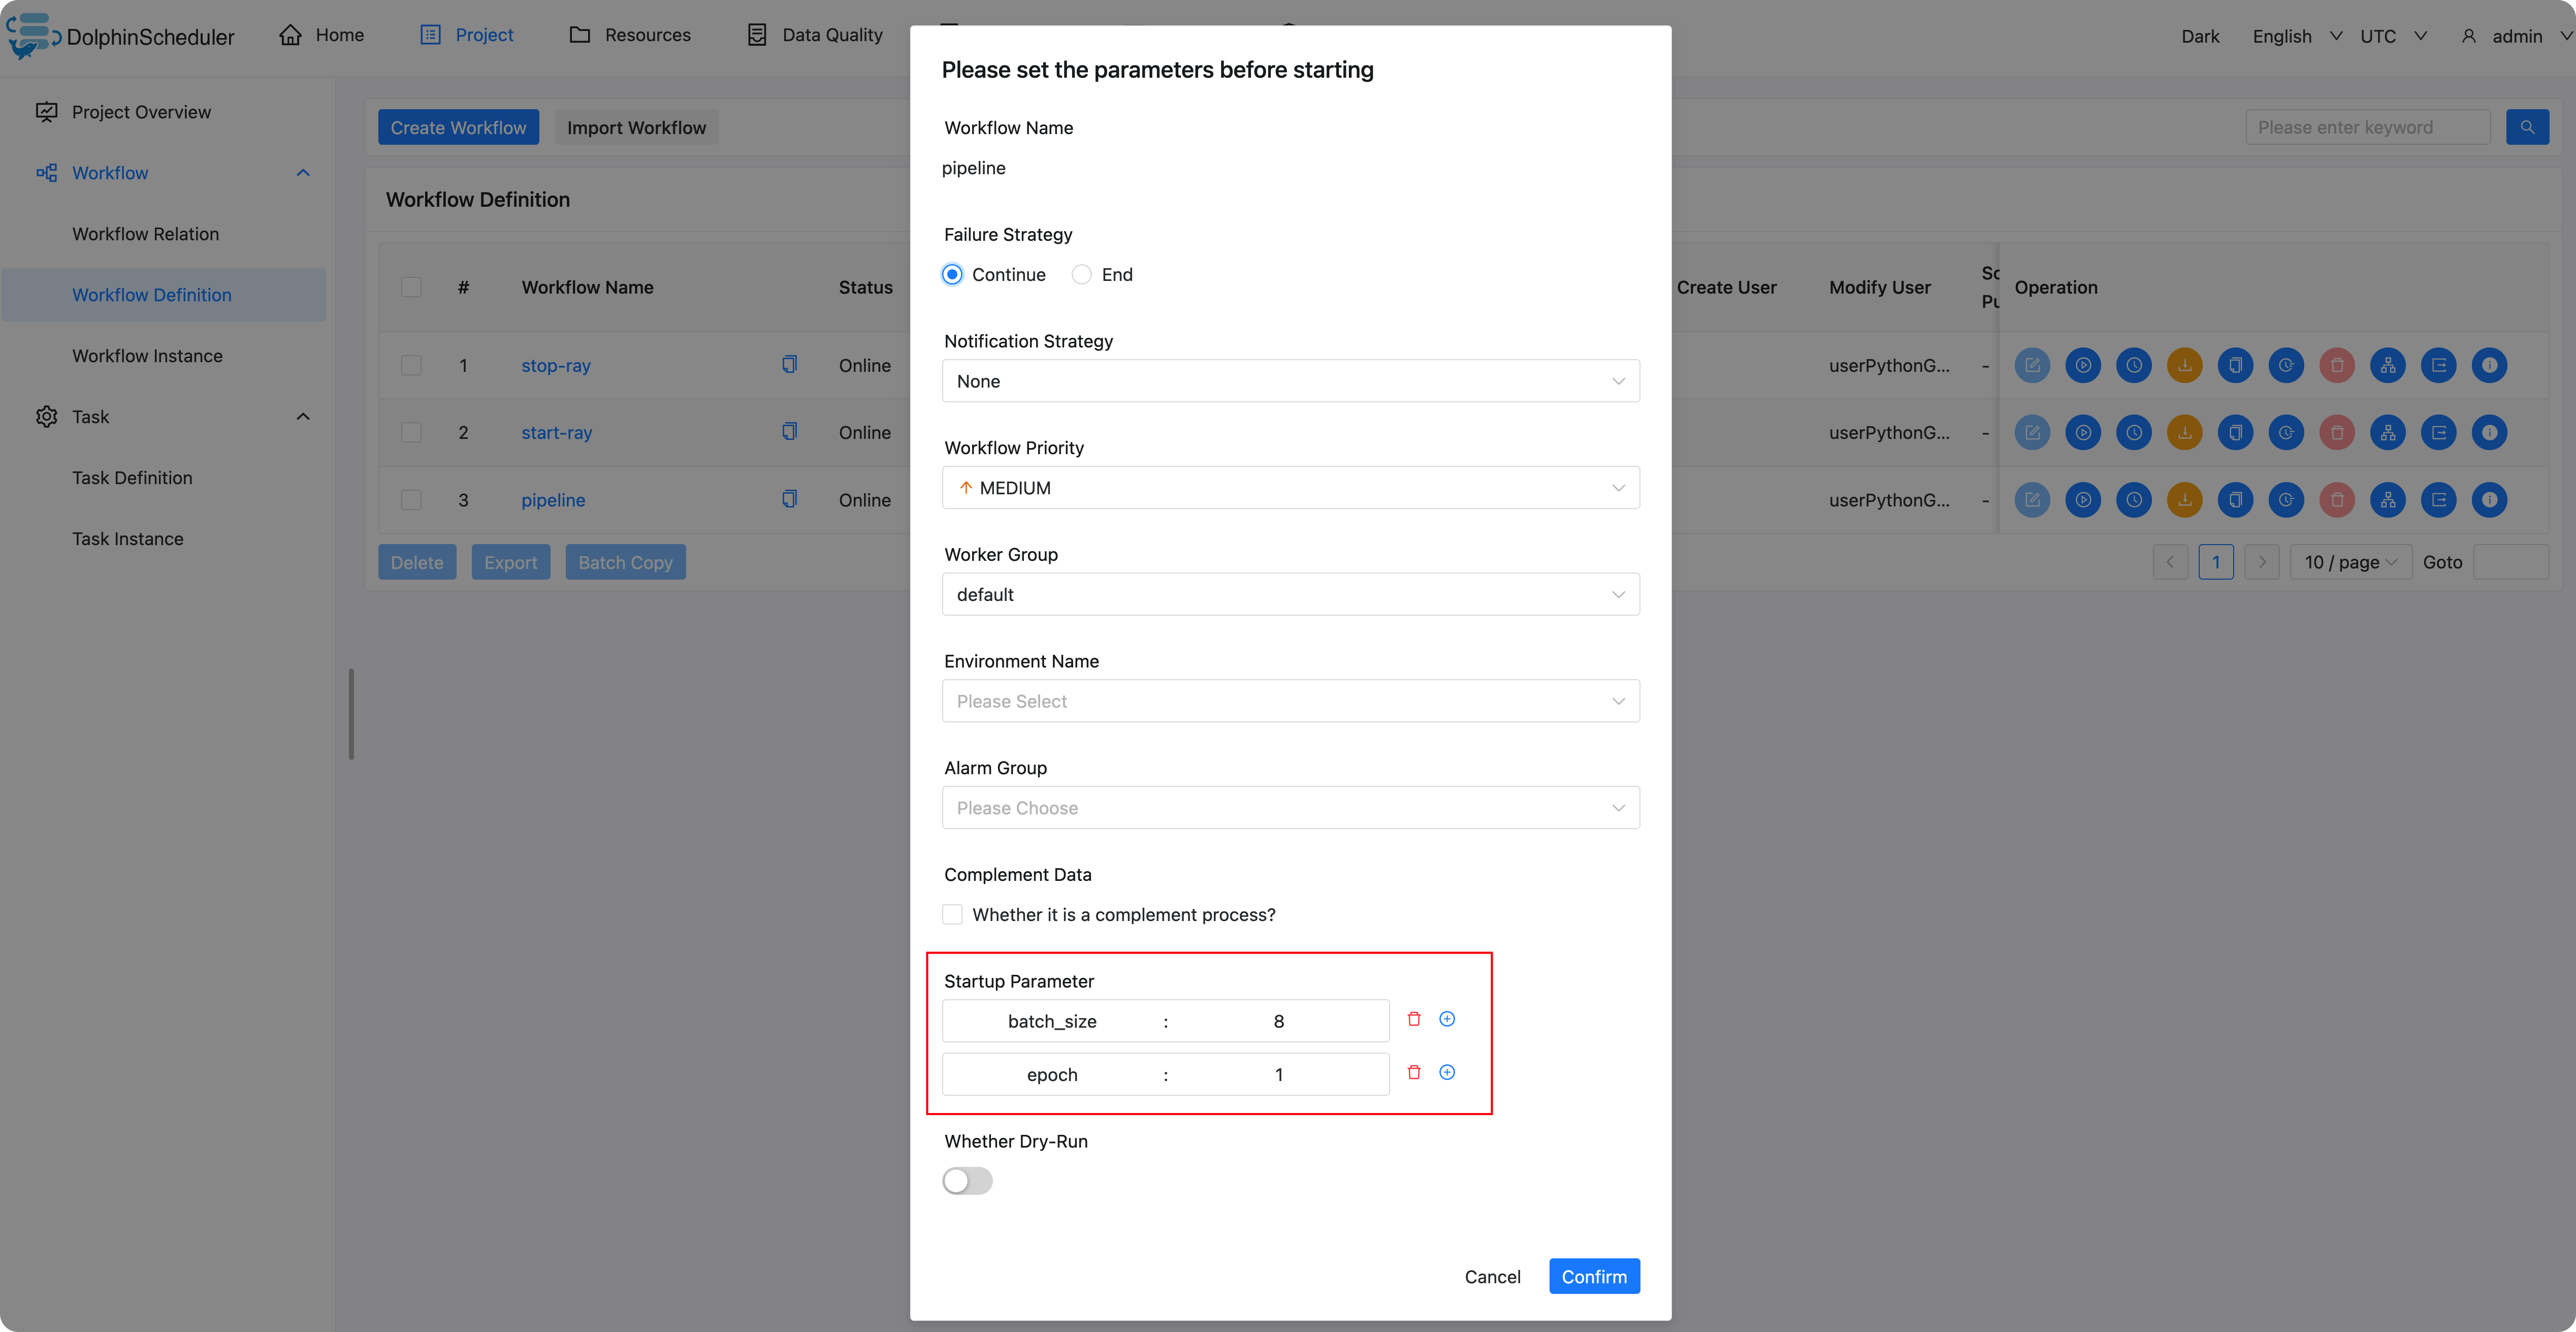 DolphinScheduler Home Project Resources Data Quality Dark English UTC admin
Project Overview
Workflow
Workflow Relation
Workflow Definition
Workflow Instance
Task
Task Definition
Task Instance
Create Workflow Import Workflow Please enter keyword
Workflow Definition
# Workflow Name Status Create User Modify User Operation
1 stop-ray Online userPythonG... -
2 start-ray Online userPythonG... -
3 pipeline Online userPythonG... -
Delete Export Batch Copy 1 10 / page Goto
Please set the parameters before starting
Workflow Name
pipeline
Failure Strategy
Continue End
Notification Strategy
None
Workflow Priority
MEDIUM
Worker Group
default
Environment Name
Please Select
Alarm Group
Please Choose
Complement Data
Whether it is a complement process?
Startup Parameter
batch_size : 8
epoch : 1
Whether Dry-Run
Cancel Confirm